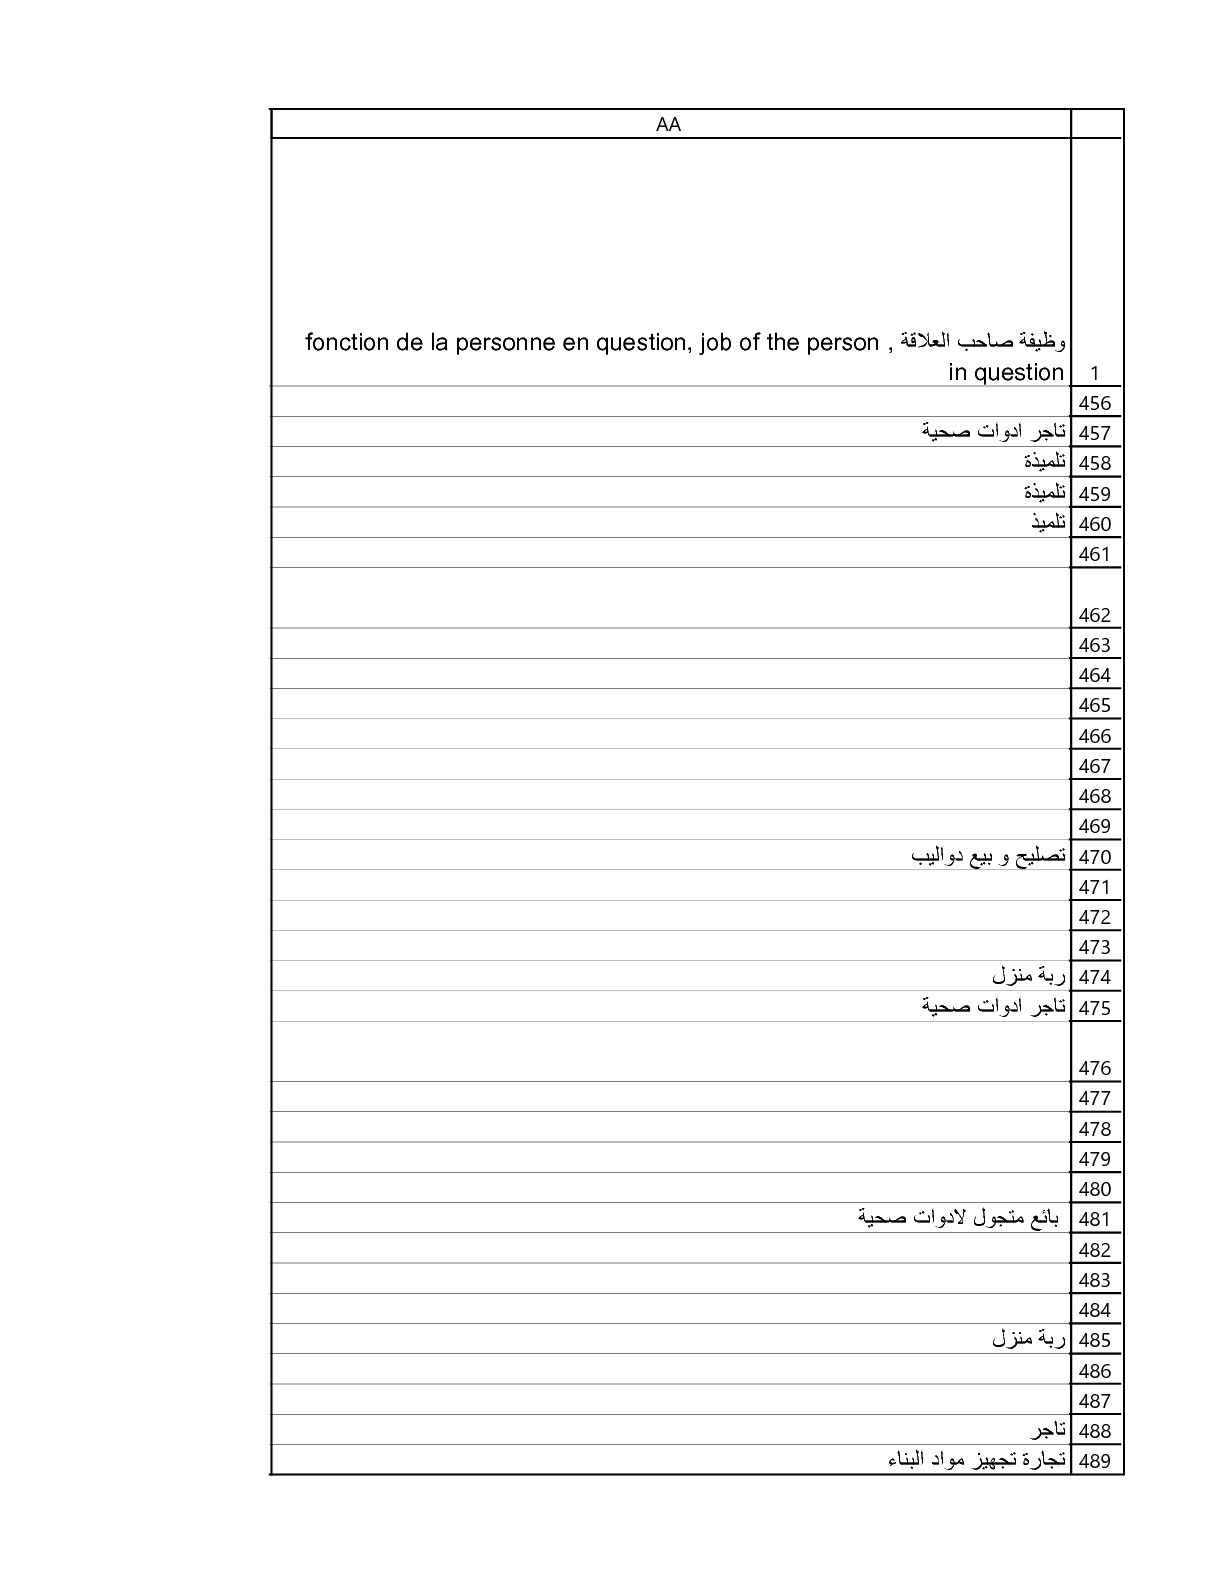 AA
وظيفة صاحب العلاقة , fonction de la personne en question, job of the person
in question
1
456
457 تاجر ادوات صحية
458 تلميذة
459 تلميذة
460 تلميذ
461
462
463
464
465
466
467
468
469
470 تصليح و بيع دواليب
471
472
473
474 ربة منزل
475 تاجر ادوات صحية
476
477
478
479
480
481 بائع متجول لادوات صحية
482
483
484
485 ربة منزل
486
487
488 تاجر
489 تجارة تجهيز مواد البناء